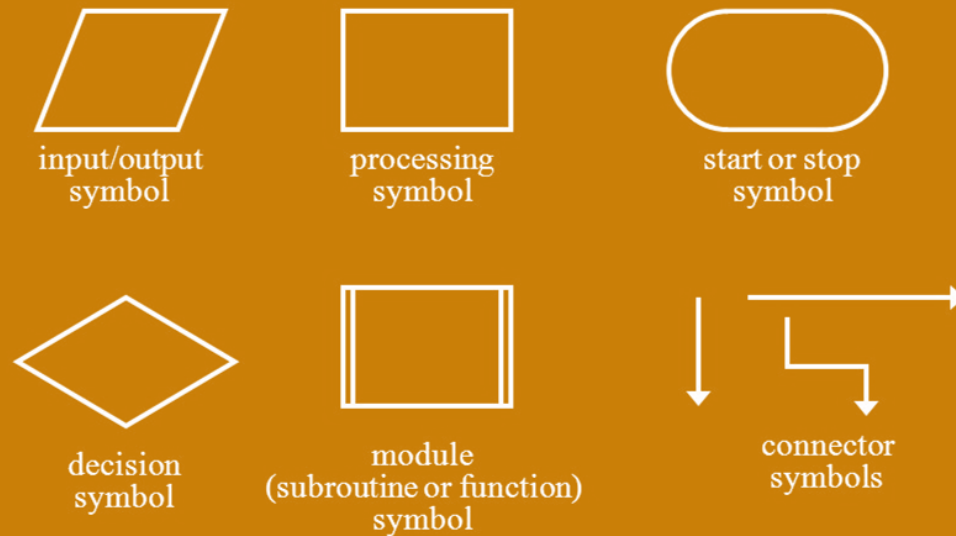 input/output
symbol
processing
symbol
start or stop
symbol
decision
symbol
module
(subroutine or function)
symbol
connector
symbols